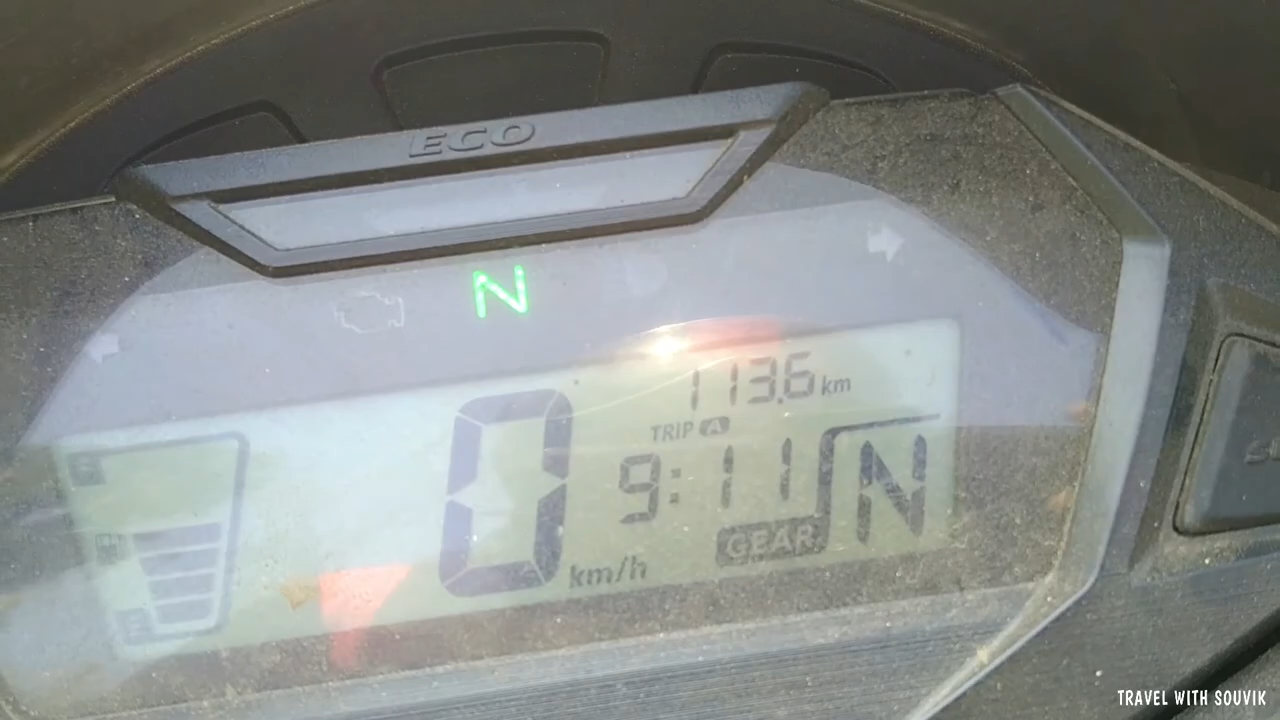 ECO
N
113.6 km
TRIP A
9:11
N
GEAR
0 km/h
F
E
TRAVEL WITH SOUVIK